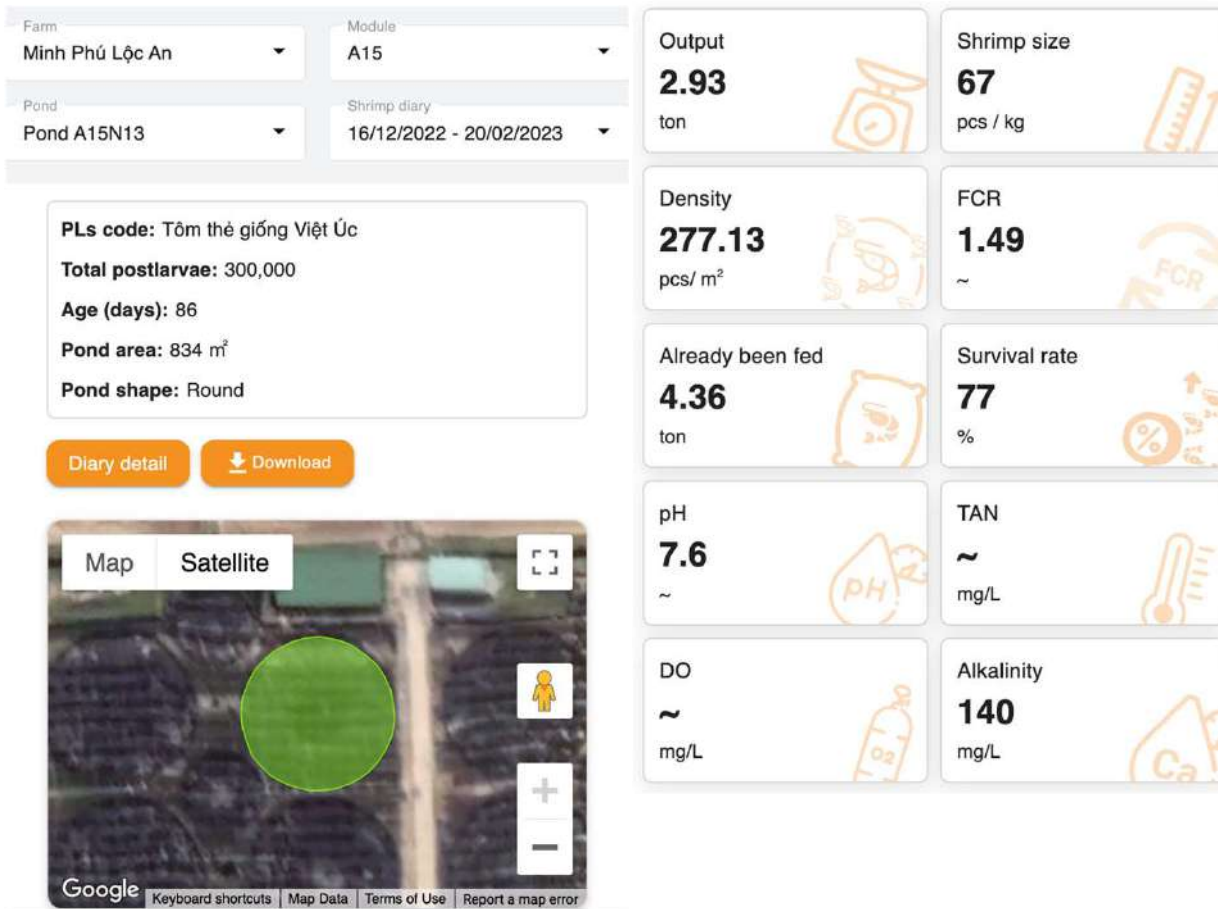 Farm
Minh Phú Lộc An
Module
A15
Pond
Pond A15N13
Shrimp diary
16/12/2022 - 20/02/2023
PLs code: Tôm thẻ giống Việt Úc
Total postlarvae: 300,000
Age (days): 86
Pond area: 834 m²
Pond shape: Round
Diary detail
Download
Map
Satellite
Google
Keyboard shortcuts
Map Data
Terms of Use
Report a map error
Output
2.93
ton
Shrimp size
67
pcs / kg
Density
277.13
pcs/ m²
FCR
1.49
~
FCR
Already been fed
4.36
ton
Survival rate
77
%
%
pH
7.6
~
pH
TAN
~
mg/L
DO
~
mg/L
O2
Alkalinity
140
mg/L
Ca